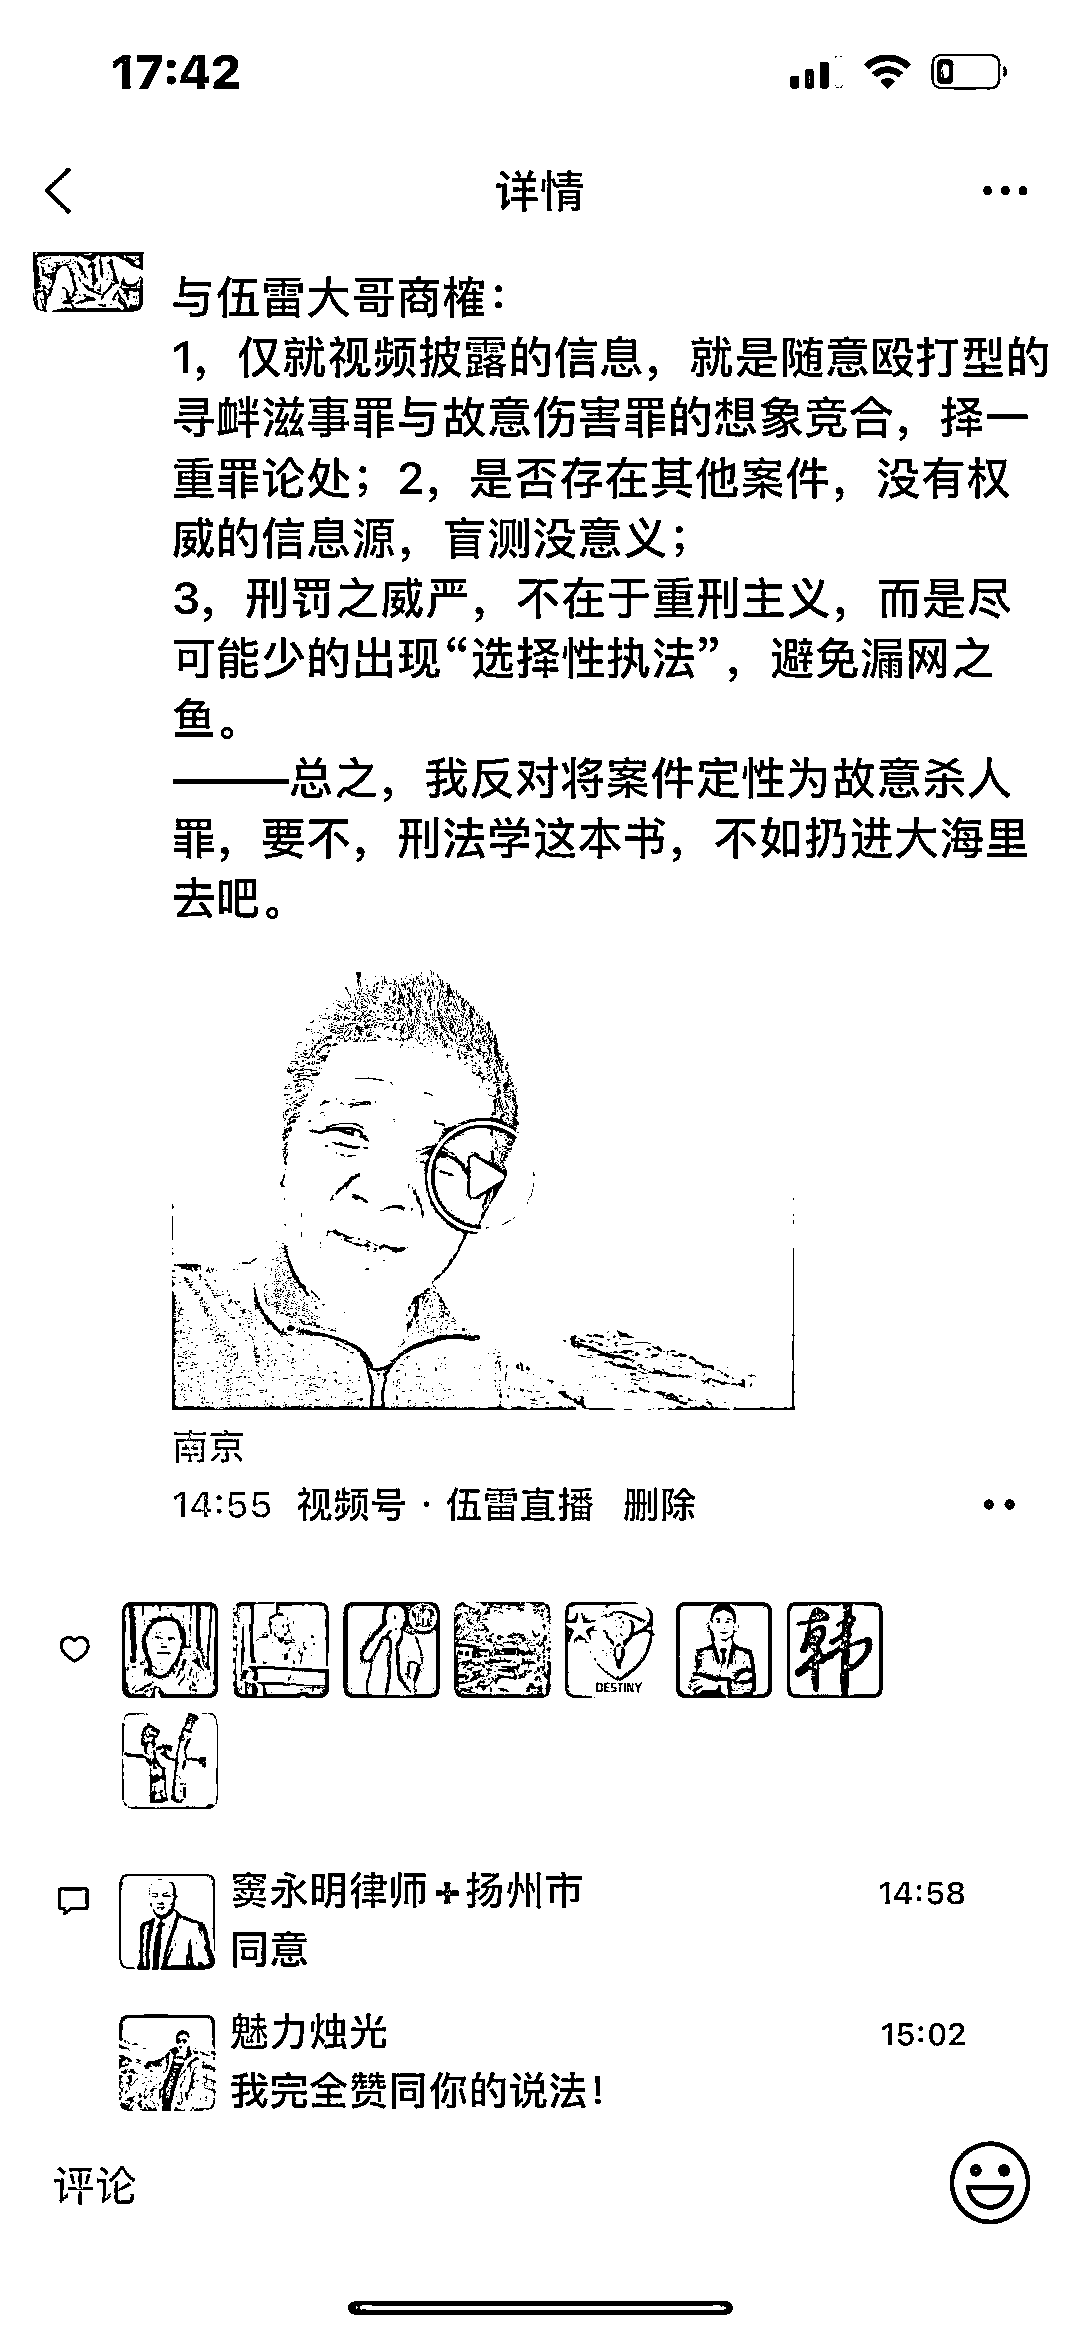 17:42
详情
与伍雷大哥商榷：
1，仅就视频披露的信息，就是随意殴打型的
寻衅滋事罪与故意伤害罪的想象竞合，择一
重罪论处；2，是否存在其他案件，没有权
威的信息源，盲测没意义；
3，刑罚之威严，不在于重刑主义，而是尽
可能少的出现“选择性执法”，避免漏网之
鱼。
———总之，我反对将案件定性为故意杀人
罪，要不，刑法学这本书，不如扔进大海里
去吧。
南京
14:55 视频号 · 伍雷直播 删除
DESTINY
韩
窦永明律师+扬州市 14:58
同意
魅力烛光 15:02
我完全赞同你的说法！
评论